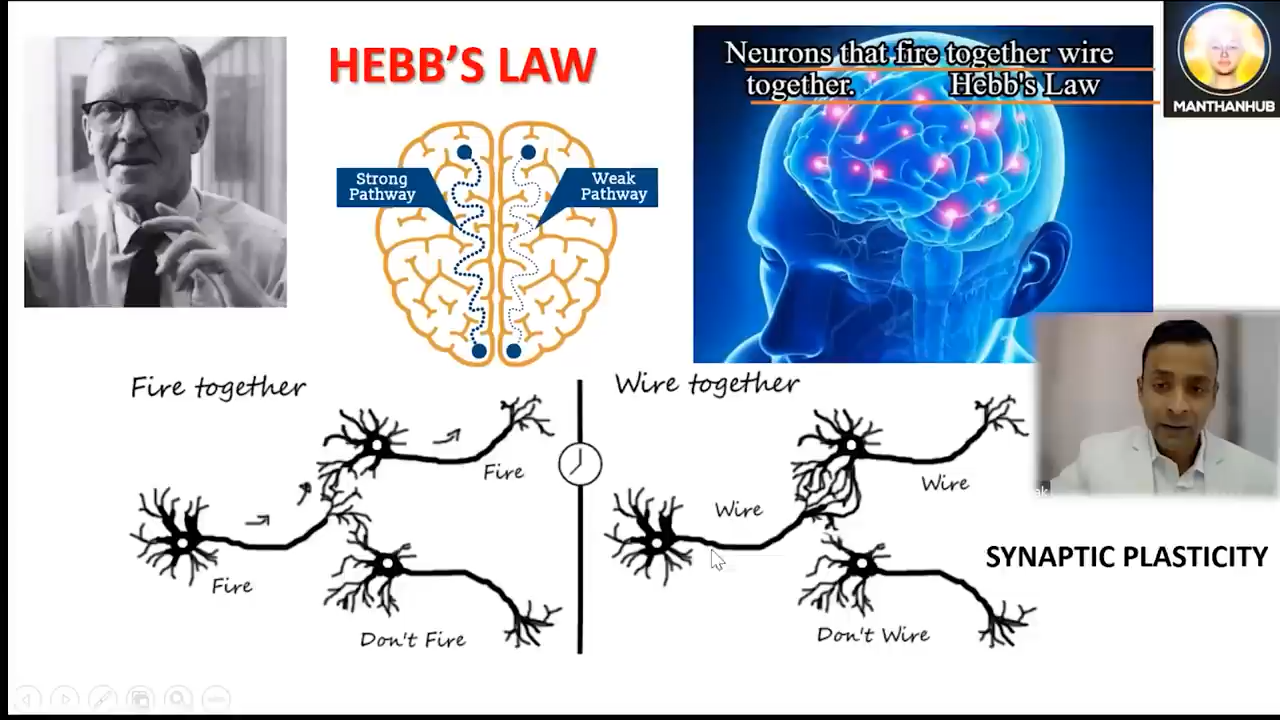 HEBB'S LAW
Neurons that fire together wire
together. Hebb's Law
MANTHANHUB
Strong
Pathway
Weak
Pathway
Fire together
Fire
Fire
Don't Fire
Wire together
Wire
Wire
Don't Wire
SYNAPTIC PLASTICITY